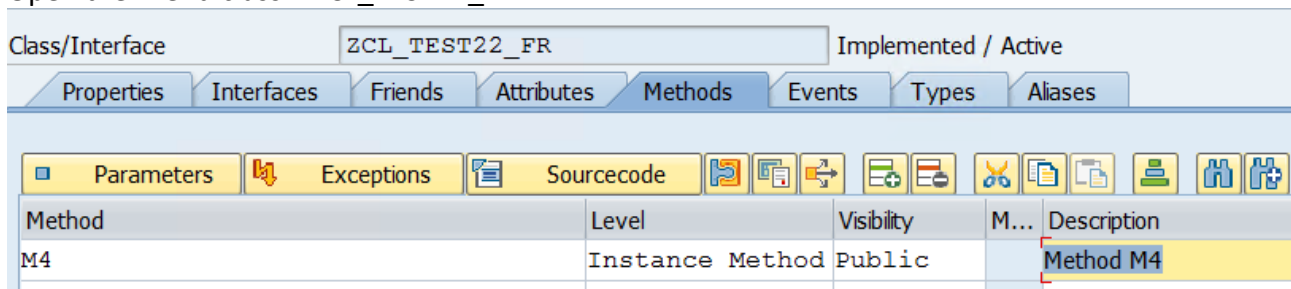 Class/Interface ZCL_TEST22_FR Implemented / Active
Properties Interfaces Friends Attributes Methods Events Types Aliases
Parameters Exceptions Sourcecode
Method Level Visibility M... Description
M4 Instance Method Public Method M4